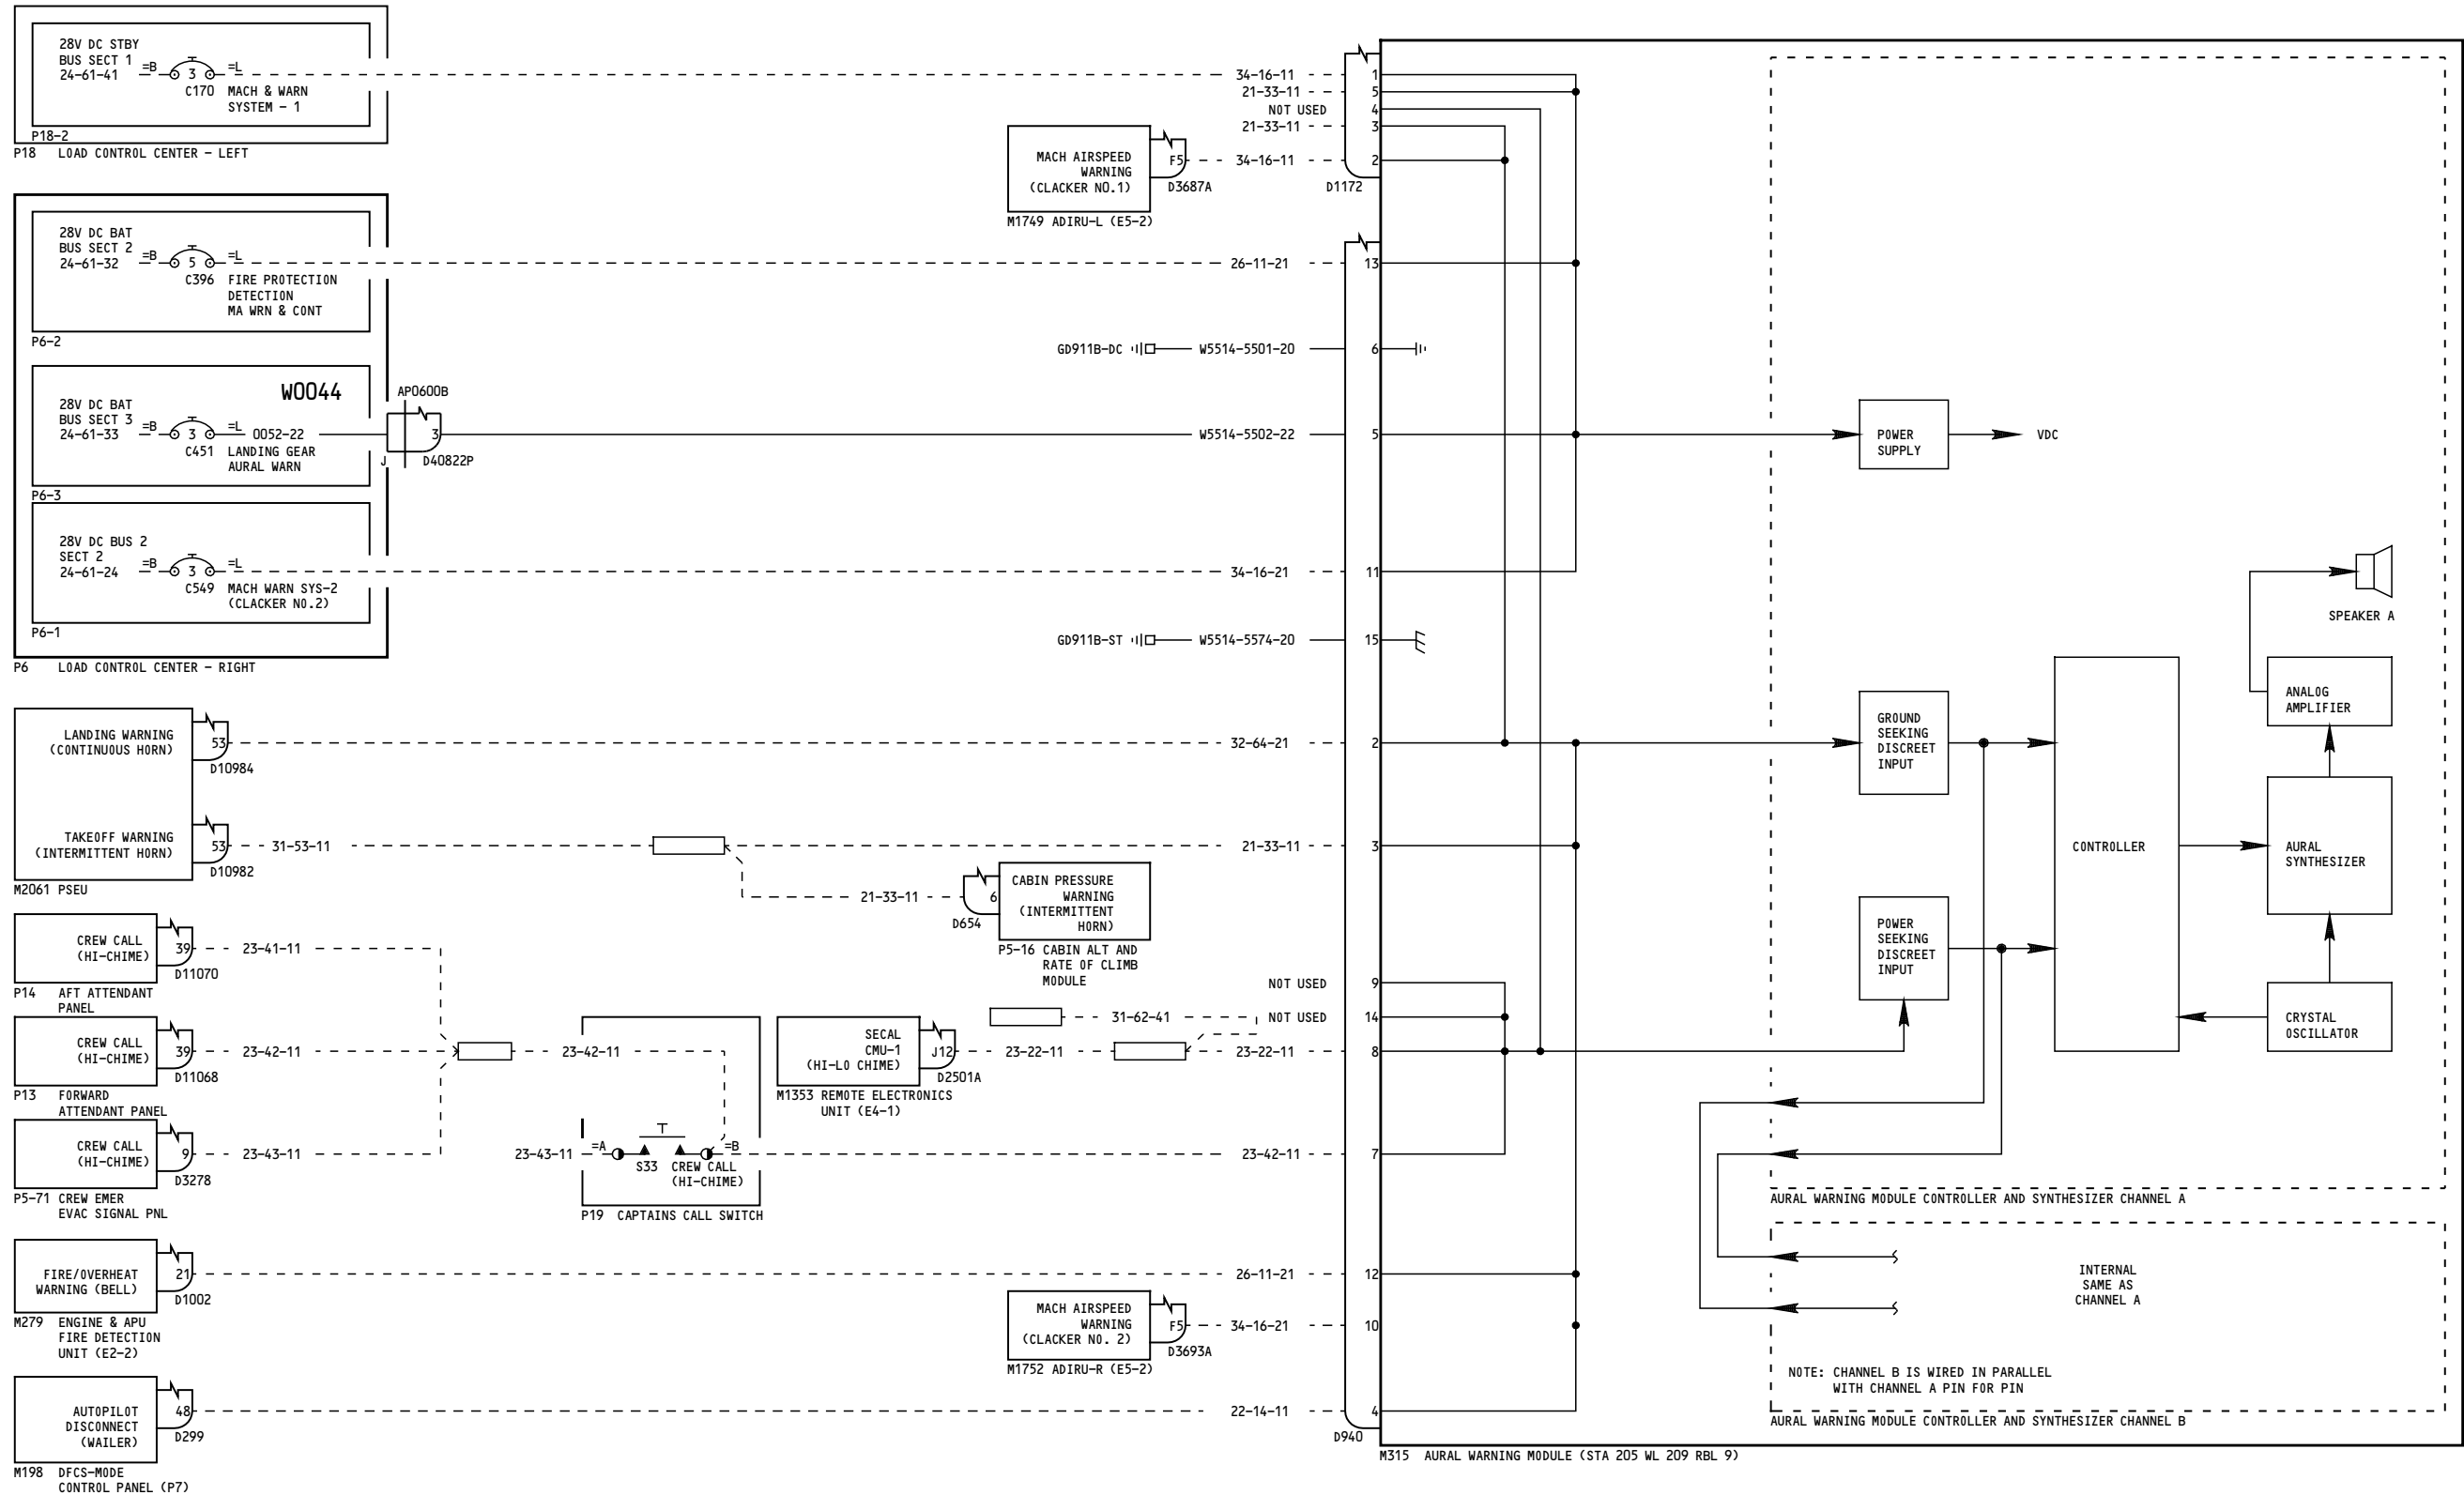 28V DC STBY
BUS SECT 1
24-61-41
=B
3
=L
C170
MACH & WARN
SYSTEM - 1
P18-2
P18 LOAD CONTROL CENTER - LEFT
28V DC BAT
BUS SECT 2
24-61-32
=B
5
=L
C396
FIRE PROTECTION
DETECTION
MA WRN & CONT
P6-2
W0044
28V DC BAT
BUS SECT 3
24-61-33
=B
3
=L
0052-22
C451
LANDING GEAR
AURAL WARN
P6-3
AP0600B
3
J
D40822P
28V DC BUS 2
SECT 2
24-61-24
=B
3
=L
C549
MACH WARN SYS-2
(CLACKER NO.2)
P6-1
P6 LOAD CONTROL CENTER - RIGHT
LANDING WARNING
(CONTINUOUS HORN)
53
D10984
TAKEOFF WARNING
(INTERMITTENT HORN)
53
D10982
M2061 PSEU
31-53-11
CREW CALL
(HI-CHIME)
39
D11070
23-41-11
P14 AFT ATTENDANT
PANEL
CREW CALL
(HI-CHIME)
39
D11068
23-42-11
P13 FORWARD
ATTENDANT PANEL
CREW CALL
(HI-CHIME)
9
D3278
23-43-11
P5-71 CREW EMER
EVAC SIGNAL PNL
FIRE/OVERHEAT
WARNING (BELL)
21
D1002
M279 ENGINE & APU
FIRE DETECTION
UNIT (E2-2)
AUTOPILOT
DISCONNECT
(WAILER)
48
D299
M198 DFCS-MODE
CONTROL PANEL (P7)
23-42-11
23-43-11
=A
=B
S33
CREW CALL
(HI-CHIME)
P19 CAPTAINS CALL SWITCH
SECAL
CMU-1
(HI-LO CHIME)
J12
D2501A
M1353 REMOTE ELECTRONICS
UNIT (E4-1)
23-22-11
31-62-41
21-33-11
6
D654
CABIN PRESSURE
WARNING
(INTERMITTENT
HORN)
P5-16 CABIN ALT AND
RATE OF CLIMB
MODULE
MACH AIRSPEED
WARNING
(CLACKER NO.1)
F5
D3687A
M1749 ADIRU-L (E5-2)
MACH AIRSPEED
WARNING
(CLACKER NO. 2)
F5
D3693A
M1752 ADIRU-R (E5-2)
34-16-11
1
21-33-11
5
NOT USED
4
21-33-11
3
34-16-11
2
D1172
26-11-21
13
GD911B-DC
W5514-5501-20
6
W5514-5502-22
5
34-16-21
11
GD911B-ST
W5514-5574-20
15
32-64-21
2
21-33-11
3
NOT USED
9
NOT USED
14
23-22-11
8
23-42-11
7
26-11-21
12
34-16-21
10
22-14-11
4
D940
POWER
SUPPLY
VDC
SPEAKER A
ANALOG
AMPLIFIER
GROUND
SEEKING
DISCREET
INPUT
CONTROLLER
AURAL
SYNTHESIZER
POWER
SEEKING
DISCREET
INPUT
CRYSTAL
OSCILLATOR
AURAL WARNING MODULE CONTROLLER AND SYNTHESIZER CHANNEL A
INTERNAL
SAME AS
CHANNEL A
NOTE: CHANNEL B IS WIRED IN PARALLEL
WITH CHANNEL A PIN FOR PIN
AURAL WARNING MODULE CONTROLLER AND SYNTHESIZER CHANNEL B
M315 AURAL WARNING MODULE (STA 205 WL 209 RBL 9)